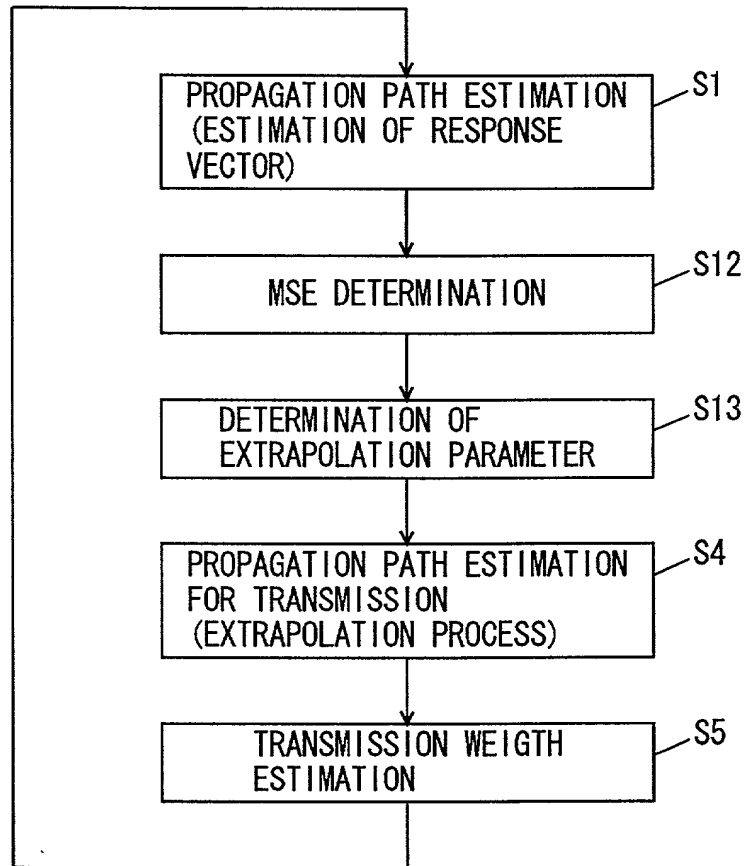 PROPAGATION PATH ESTIMATION
(ESTIMATION OF RESPONSE
VECTOR)
S1
MSE DETERMINATION
S12
DETERMINATION OF
EXTRAPOLATION PARAMETER
S13
PROPAGATION PATH ESTIMATION
FOR TRANSMISSION
(EXTRAPOLATION PROCESS)
S4
TRANSMISSION WEIGTH
ESTIMATION
S5